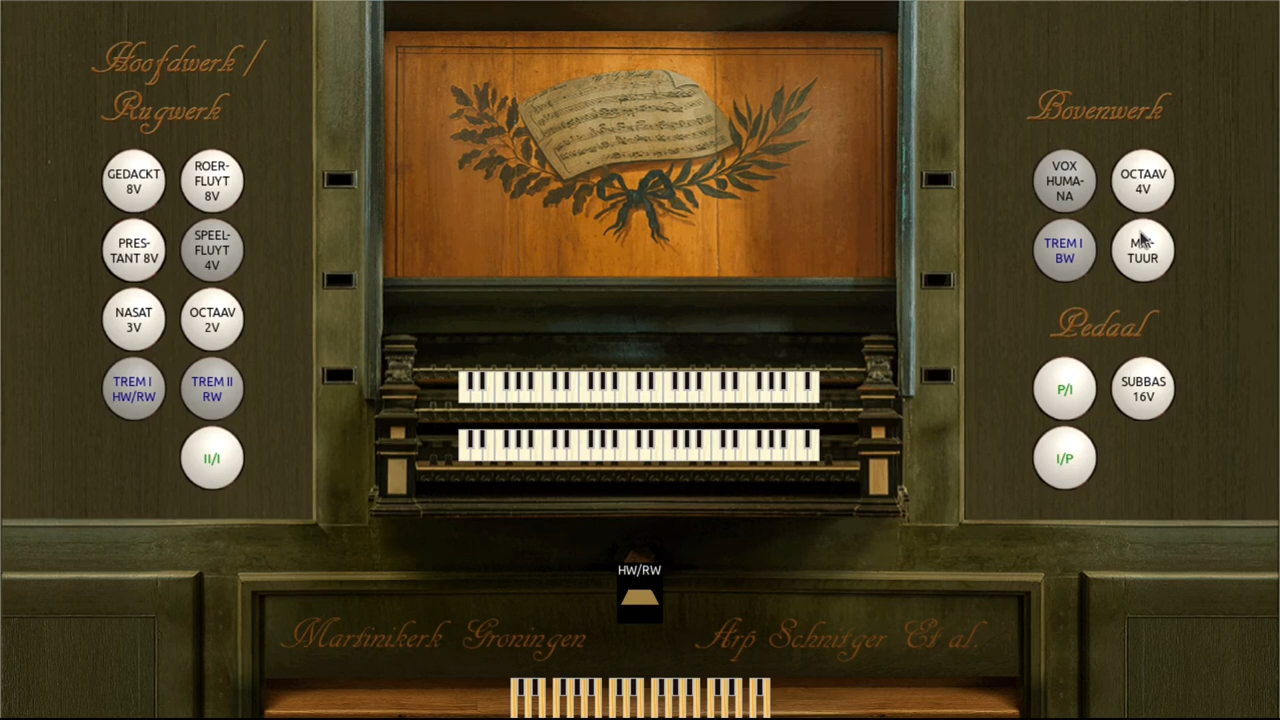 Hoofdwerk /
Rugwerk
GEDACKT
8V
ROER-
FLUYT
8V
PRES-
TANT 8V
SPEEL-
FLUYT
4V
NASAT
3V
OCTAAV
2V
TREM I
HW/RW
TREM II
RW
II/I
Bovenwerk
VOX
HUMA-
NA
OCTAAV
4V
TREM I
BW
TUUR
Pedaal
P/I
SUBBAS
16V
I/P
HW/RW
Martinikerk Groningen
Arp Schnitger Et al.